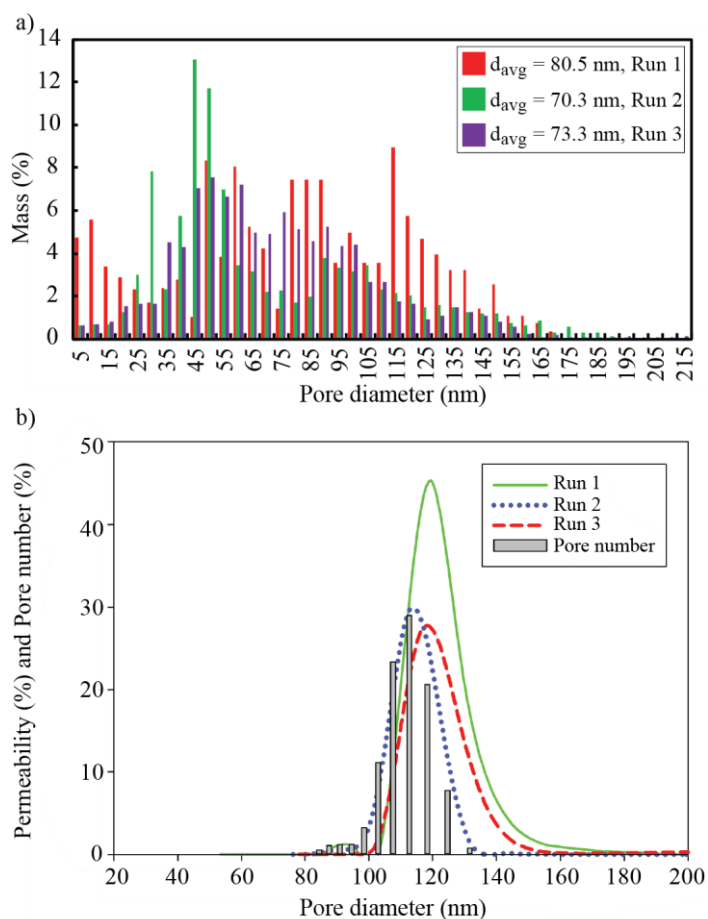 a)
14
12
10
8
6
4
2
0
Mass (%)
d_avg = 80.5 nm, Run 1
d_avg = 70.3 nm, Run 2
d_avg = 73.3 nm, Run 3
5 15 25 35 45 55 65 75 85 95 105 115 125 135 145 155 165 175 185 195 205 215
Pore diameter (nm)
b)
50
40
30
20
10
0
Permeability (%) and Pore number (%)
Run 1
Run 2
Run 3
Pore number
20 40 60 80 100 120 140 160 180 200
Pore diameter (nm)